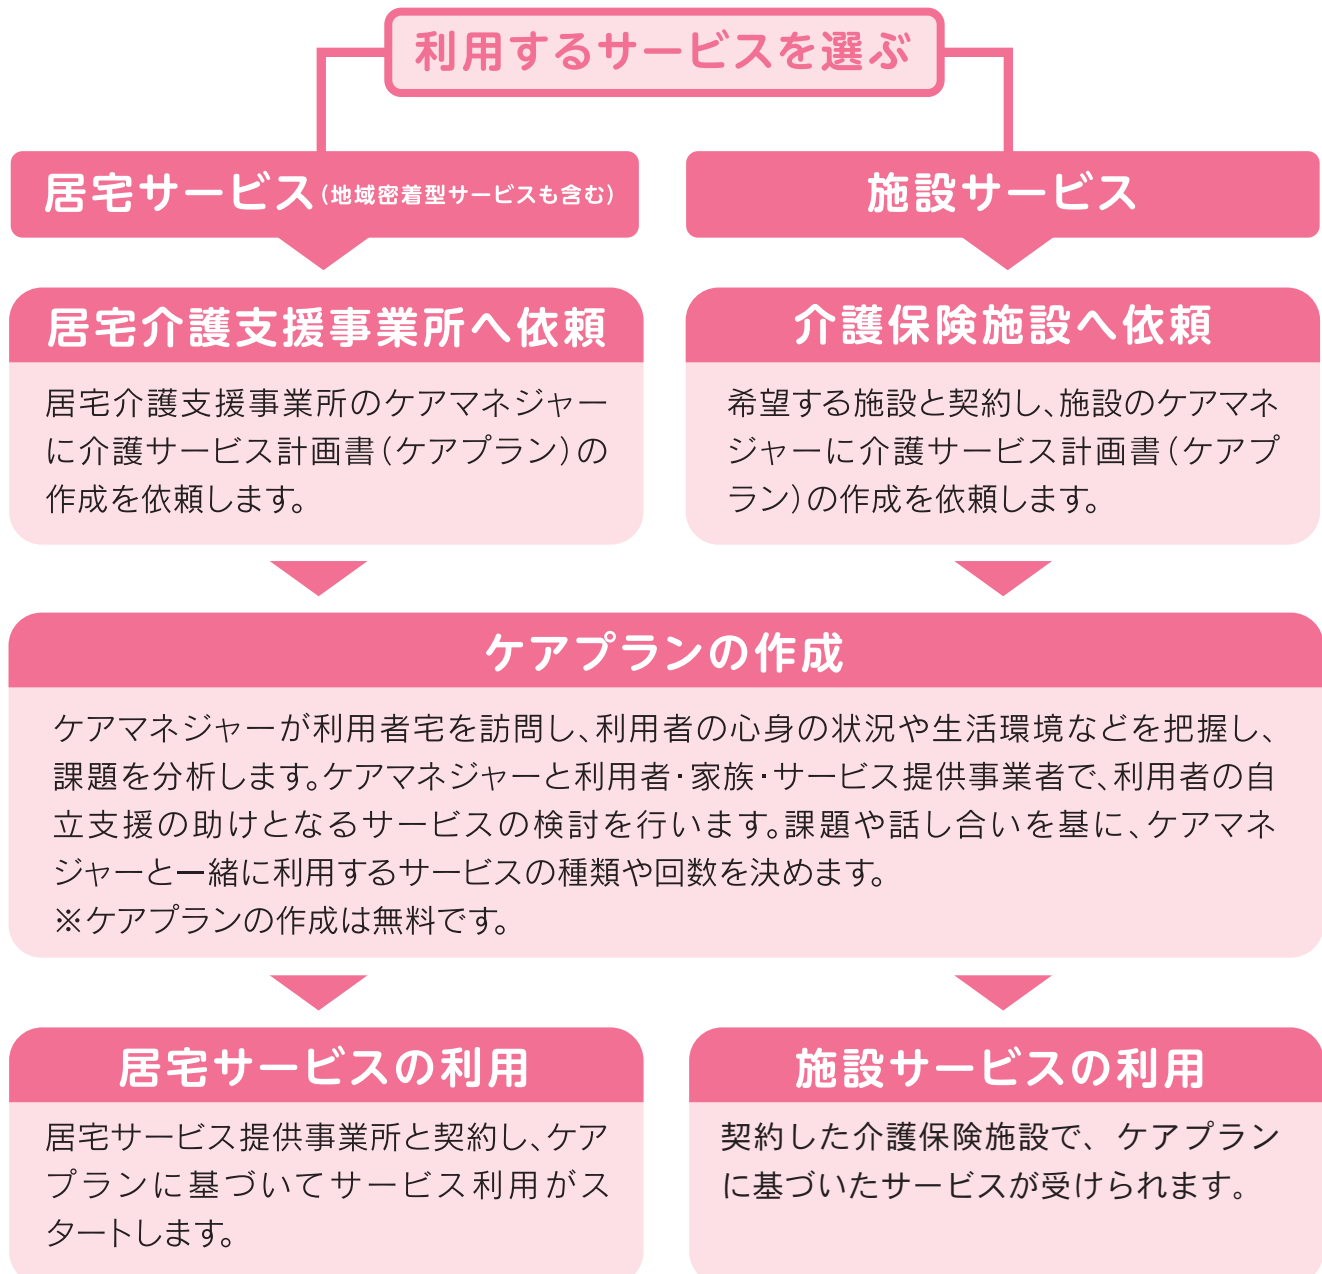 利用するサービスを選ぶ
居宅サービス(地域密着型サービスも含む)
施設サービス
居宅介護支援事業所へ依頼
居宅介護支援事業所のケアマネジャー
に介護サービス計画書(ケアプラン)の
作成を依頼します。
介護保険施設へ依頼
希望する施設と契約し、施設のケアマネ
ジャーに介護サービス計画書(ケアプ
ラン)の作成を依頼します。
ケアプランの作成
ケアマネジャーが利用者宅を訪問し、利用者の心身の状況や生活環境などを把握し、
課題を分析します。ケアマネジャーと利用者・家族・サービス提供事業者で、利用者の自
立支援の助けとなるサービスの検討を行います。課題や話し合いを基に、ケアマネ
ジャーと一緒に利用するサービスの種類や回数を決めます。
※ケアプランの作成は無料です。
居宅サービスの利用
居宅サービス提供事業所と契約し、ケア
プランに基づいてサービス利用がス
タートします。
施設サービスの利用
契約した介護保険施設で、ケアプラン
に基づいたサービスが受けられます。